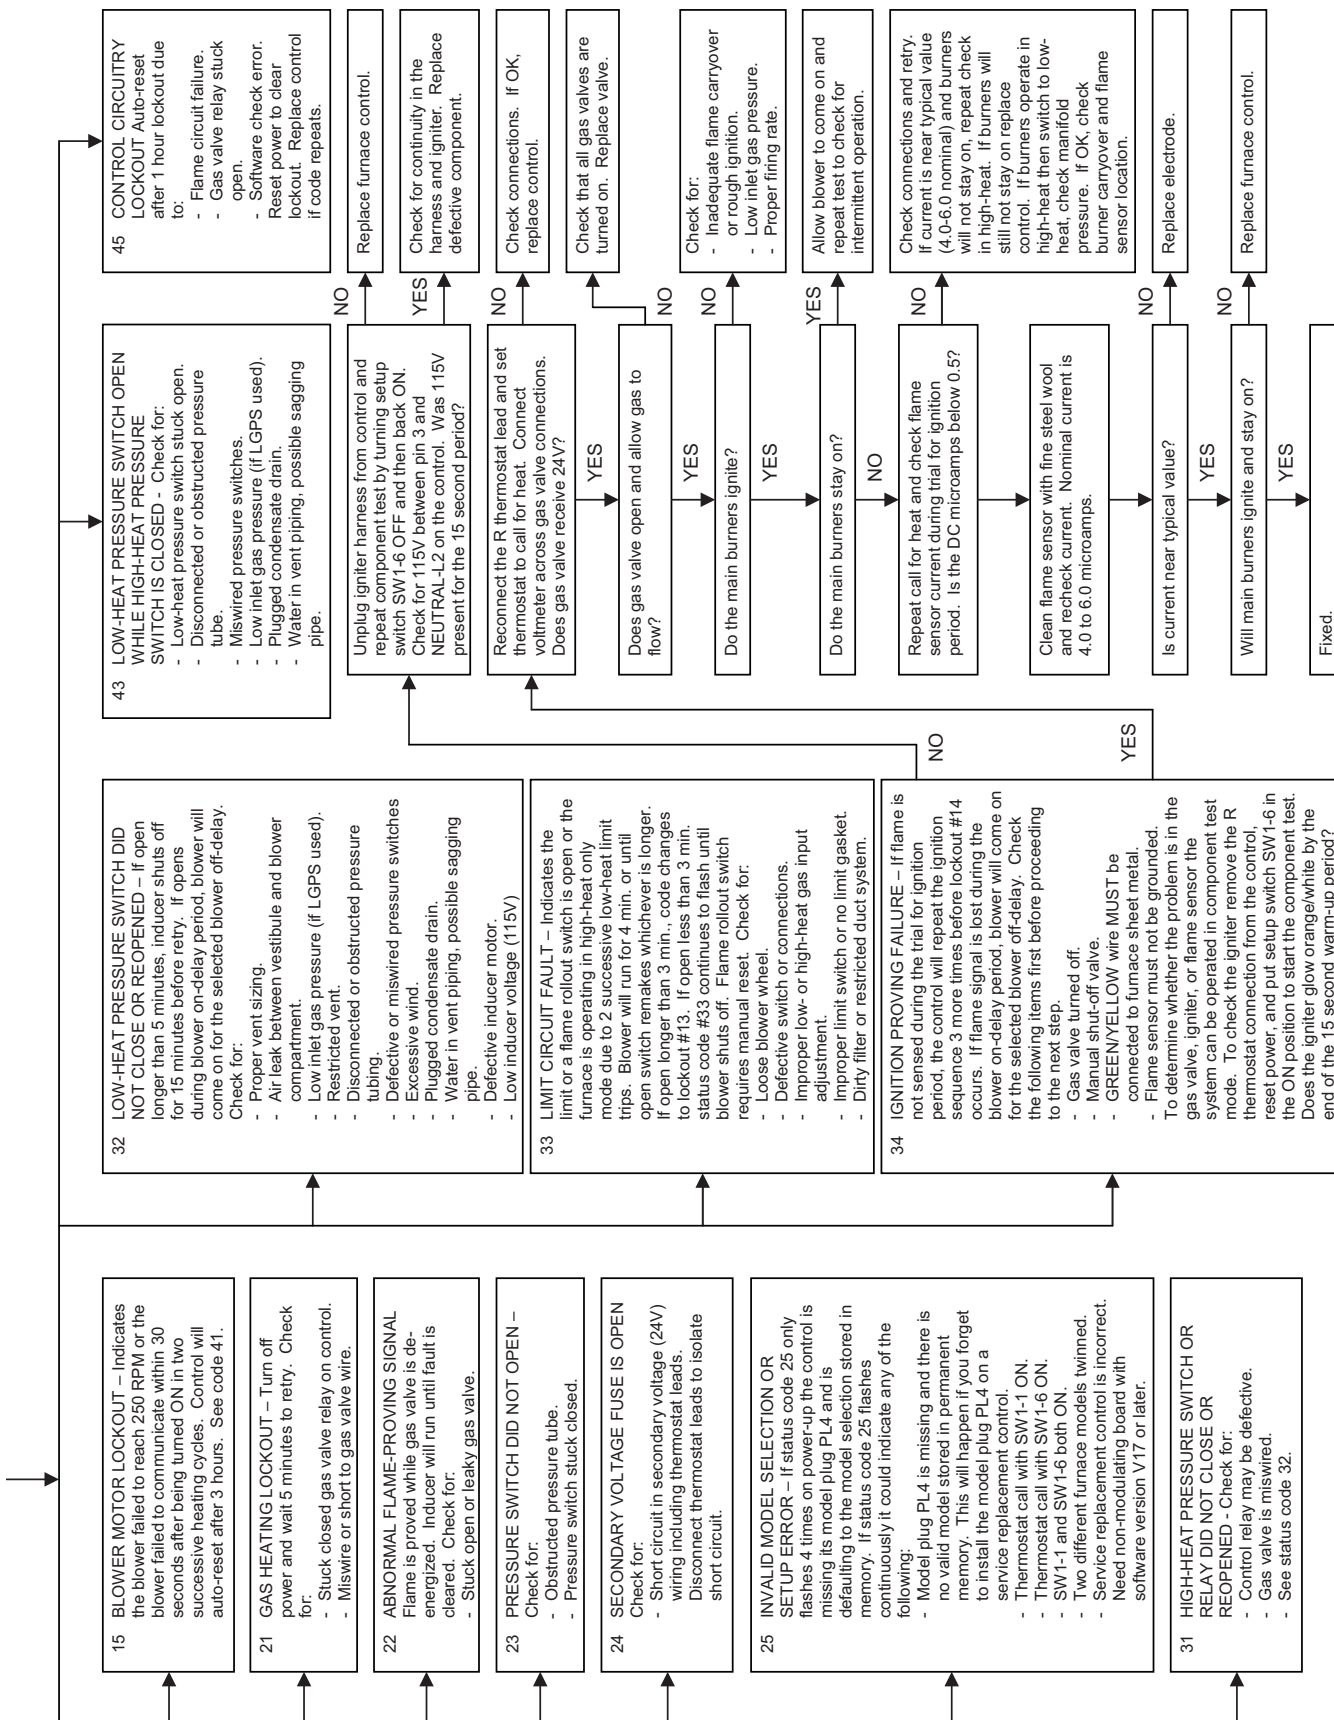 15 BLOWER MOTOR LOCKOUT – Indicates
the blower failed to reach 250 RPM or the
blower failed to communicate within 30
seconds after being turned ON in two
successive heating cycles. Control will
auto-reset after 3 hours. See code 41.
21 GAS HEATING LOCKOUT – Turn off
power and wait 5 minutes to retry. Check
for:
- Stuck closed gas valve relay on control.
- Miswire or short to gas valve wire.
22 ABNORMAL FLAME-PROVING SIGNAL
Flame is proved while gas valve is de-
energized. Inducer will run until fault is
cleared. Check for:
- Stuck open or leaky gas valve.
23 PRESSURE SWITCH DID NOT OPEN –
Check for:
- Obstructed pressure tube.
- Pressure switch stuck closed.
24 SECONDARY VOLTAGE FUSE IS OPEN
Check for:
- Short circuit in secondary voltage (24V)
wiring including thermostat leads.
Disconnect thermostat leads to isolate
short circuit.
25 INVALID MODEL SELECTION OR
SETUP ERROR – If status code 25 only
flashes 4 times on power-up the control is
missing its model plug PL4 and is
defaulting to the model selection stored in
memory. If status code 25 flashes
continuously it could indicate any of the
following:
- Model plug PL4 is missing and there is
no valid model stored in permanent
memory. This will happen if you forget
to install the model plug PL4 on a
service replacement control.
- Thermostat call with SW1-1 ON.
- Thermostat call with SW1-6 ON.
- SW1-1 and SW1-6 both ON.
- Two different furnace models twinned.
- Service replacement control is incorrect.
Need non-modulating board with
software version V17 or later.
31 HIGH-HEAT PRESSURE SWITCH OR
RELAY DID NOT CLOSE OR
REOPENED - Check for:
- Control relay may be defective.
- Gas valve is miswired.
- See status code 32.
32 LOW-HEAT PRESSURE SWITCH DID
NOT CLOSE OR REOPENED – If open
longer than 5 minutes, inducer shuts off
for 15 minutes before retry. If opens
during blower on-delay period, blower will
come on for the selected blower off-delay.
Check for:
- Proper vent sizing.
- Air leak between vestibule and blower
compartment.
- Low inlet gas pressure (if LGPS used).
- Restricted vent.
- Disconnected or obstructed pressure
tubing.
- Defective or miswired pressure switches
- Excessive wind.
- Plugged condensate drain.
- Water in vent piping, possible sagging
pipe.
- Defective inducer motor.
- Low inducer voltage (115V)
33 LIMIT CIRCUIT FAULT – Indicates the
limit or a flame rollout switch is open or the
furnace is operating in high-heat only
mode due to 2 successive low-heat limit
trips. Blower will run for 4 min. or until
open switch remakes whichever is longer.
If open longer than 3 min., code changes
to lockout #13. If open less than 3 min.
status code #33 continues to flash until
blower shuts off. Flame rollout switch
requires manual reset. Check for:
- Loose blower wheel.
- Defective switch or connections.
- Improper low- or high-heat gas input
adjustment.
- Improper limit switch or no limit gasket.
- Dirty filter or restricted duct system.
34 IGNITION PROVING FAILURE – If flame is
not sensed during the trial for ignition
period, the control will repeat the ignition
sequence 3 more times before lockout #14
occurs. If flame signal is lost during the
blower on-delay period, blower will come on
for the selected blower off-delay. Check
the following items first before proceeding
to the next step.
- Gas valve turned off.
- Manual shut-off valve.
- GREEN/YELLOW wire MUST be
connected to furnace sheet metal.
- Flame sensor must not be grounded.
To determine whether the problem is in the
gas valve, igniter, or flame sensor the
system can be operated in component test
mode. To check the igniter remove the R
thermostat connection from the control,
reset power, and put setup switch SW1-6 in
the ON position to start the component test.
Does the igniter glow orange/white by the
end of the 15 second warm-up period?
NO
YES
43 LOW-HEAT PRESSURE SWITCH OPEN
WHILE HIGH-HEAT PRESSURE
SWITCH IS CLOSED - Check for:
- Low-heat pressure switch stuck open.
- Disconnected or obstructed pressure
tube.
- Miswired pressure switches.
- Low inlet gas pressure (if LGPS used).
- Plugged condensate drain.
- Water in vent piping, possible sagging
pipe.
Unplug igniter harness from control and
repeat component test by turning setup
switch SW1-6 OFF and then back ON.
Check for 115V between pin 3 and
NEUTRAL-L2 on the control. Was 115V
present for the 15 second period?
Reconnect the R thermostat lead and set
thermostat to call for heat. Connect
voltmeter across gas valve connections.
Does gas valve receive 24V?
YES
Does gas valve open and allow gas to
flow?
YES
Do the main burners ignite?
YES
Do the main burners stay on?
NO
Repeat call for heat and check flame
sensor current during trial for ignition
period. Is the DC microamps below 0.5?
Clean flame sensor with fine steel wool
and recheck current. Nominal current is
4.0 to 6.0 microamps.
Is current near typical value?
YES
Will main burners ignite and stay on?
YES
Fixed.
NO
YES
NO
NO
NO
YES
NO
NO
NO
45 CONTROL CIRCUITRY
LOCKOUT Auto-reset
after 1 hour lockout due
to:
- Flame circuit failure.
- Gas valve relay stuck
open.
- Software check error.
Reset power to clear
lockout. Replace control
if code repeats.
Replace furnace control.
Check for continuity in the
harness and igniter. Replace
defective component.
Check connections. If OK,
replace control.
Check that all gas valves are
turned on. Replace valve.
Check for:
- Inadequate flame carryover
or rough ignition.
- Low inlet gas pressure.
- Proper firing rate.
Allow blower to come on and
repeat test to check for
intermittent operation.
Check connections and retry.
If current is near typical value
(4.0-6.0 nominal) and burners
will not stay on, repeat check
in high-heat. If burners will
still not stay on replace
control. If burners operate in
high-heat then switch to low-
heat, check manifold
pressure. If OK, check
burner carryover and flame
sensor location.
Replace electrode.
Replace furnace control.